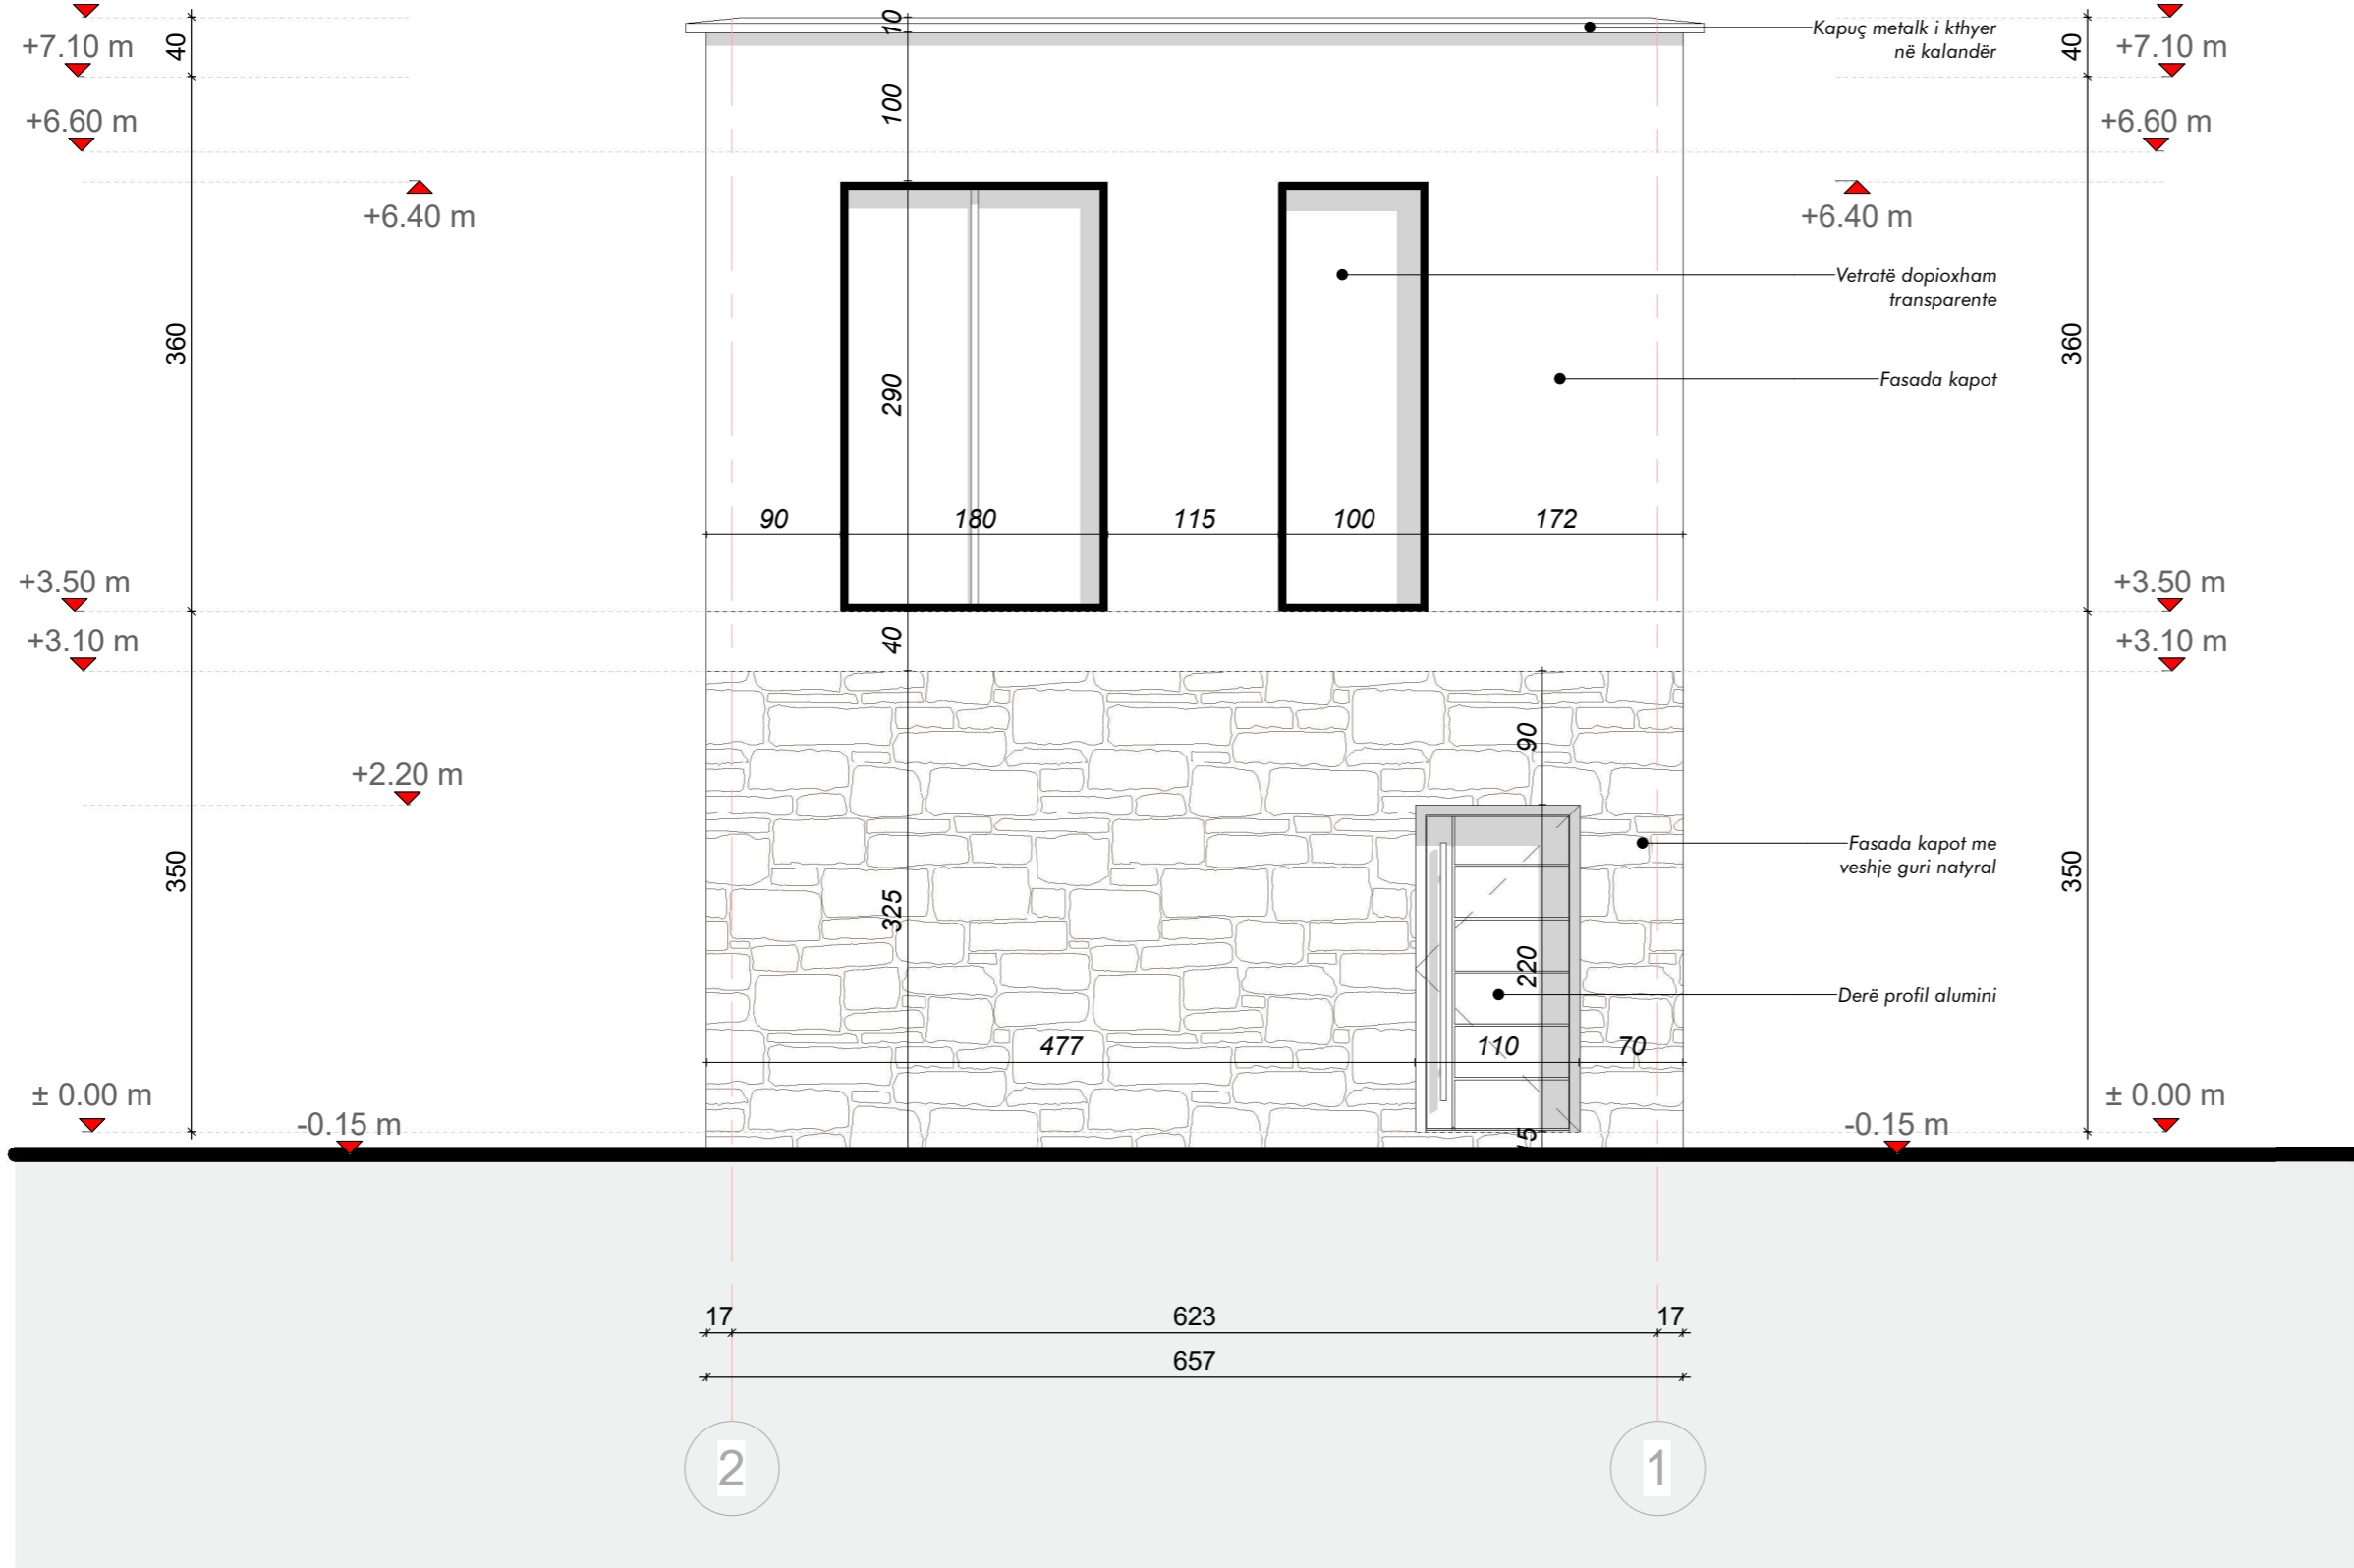 10
Kapuç metalk i kthyer
në kalandër
+7.10 m
40
40
+7.10 m
100
+6.60 m
+6.60 m
+6.40 m
+6.40 m
Vetratë dopioxham
transparente
360
290
360
Fasada kapot
90
180
115
100
172
+3.50 m
+3.50 m
+3.10 m
40
+3.10 m
90
+2.20 m
Fasada kapot me
veshje guri natyral
350
325
350
220
Derë profil alumini
477
110
70
± 0.00 m
± 0.00 m
-0.15 m
-0.15 m
17
623
17
657
2
1